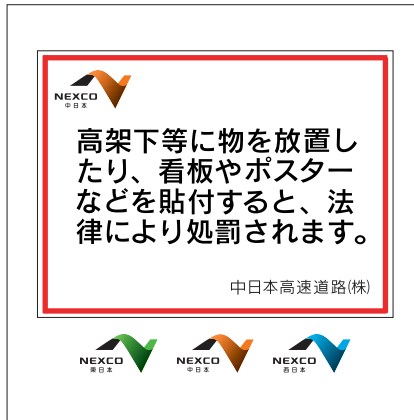 NEXCO
中日本
高架下等に物を放置し
たり、看板やポスター
などを貼付すると、法
律により処罰されます。
中日本高速道路(株)
NEXCO
東日本
NEXCO
中日本
NEXCO
西日本